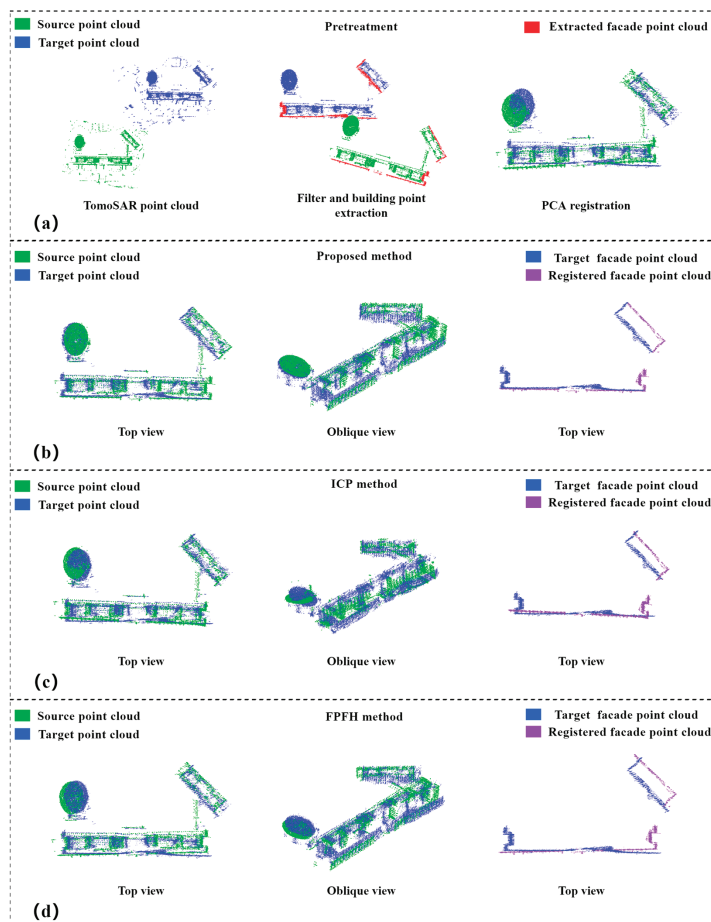 Source point cloud
Target point cloud
Pretreatment
Extracted facade point cloud
TomoSAR point cloud
Filter and building point
extraction
PCA registration
(a)
Source point cloud
Target point cloud
Proposed method
Target facade point cloud
Registered facade point cloud
Top view
Oblique view
Top view
(b)
Source point cloud
Target point cloud
ICP method
Target facade point cloud
Registered facade point cloud
Top view
Oblique view
Top view
(c)
Source point cloud
Target point cloud
FPFH method
Target facade point cloud
Registered facade point cloud
Top view
Oblique view
Top view
(d)